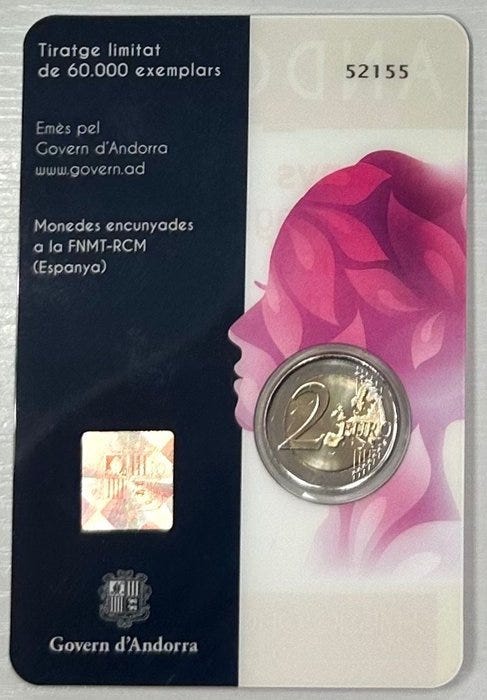 Tiratge limitat
de 60.000 exemplars
52155
Emès pel
Govern d'Andorra
www.govern.ad
Monedes encunyades
a la FNMT-RCM
(Espanya)
2 EURO
Govern d'Andorra